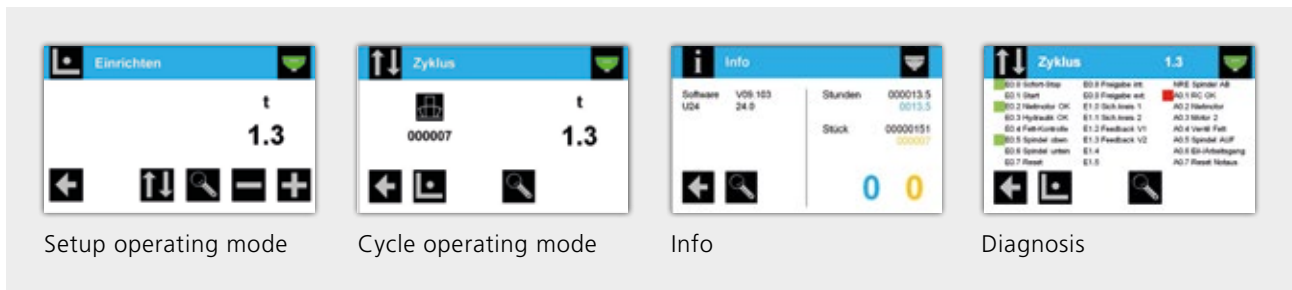 Einrichten
t
1.3
Setup operating mode
Zyklus
t
000007
1.3
Cycle operating mode
i Info
Software V09.103
U24 24.0
Stunden 000013.5
0013.5
Stück 00000151
000007
0 0
Info
Zyklus 1.3
E0.0 Sofort-Stop E0.8 Freigabe int. NRE Spindel AB
E0.1 Start E0.9 Freigabe ext. A0.1 RC OK
E0.2 Nietmotor OK E1.0 Sich.kreis 1 A0.2 Nietmotor
E0.3 Hydraulik OK E1.1 Sich.kreis 2 A0.3 Motor 2
E0.4 Fett-Kontrolle E1.2 Feedback V1 A0.4 Ventil Fett
E0.5 Spindel oben E1.3 Feedback V2 A0.5 Spindel AUF
E0.6 Spindel unten E1.4 A0.6 Eil-/Arbeitsgang
E0.7 Reset E1.5 A0.7 Reset Notaus
Diagnosis